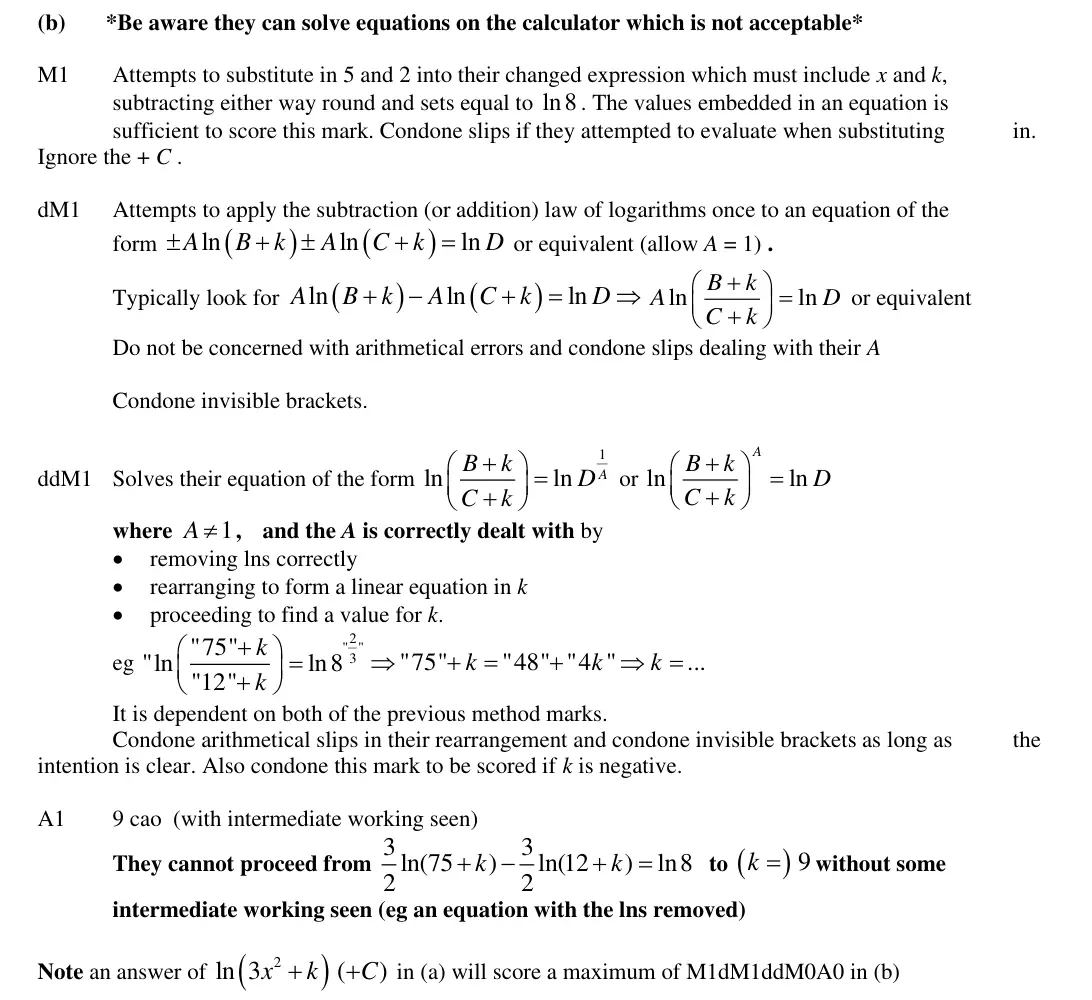 (b) *Be aware they can solve equations on the calculator which is not acceptable*
M1 Attempts to substitute in 5 and 2 into their changed expression which must include x and k,
subtracting either way round and sets equal to ln 8 . The values embedded in an equation is
sufficient to score this mark. Condone slips if they attempted to evaluate when substituting in.
Ignore the + C .
dM1 Attempts to apply the subtraction (or addition) law of logarithms once to an equation of the
form ±A ln(B + k) ± A ln(C + k) = ln D or equivalent (allow A = 1) .
Typically look for A ln(B + k) − A ln(C + k) = ln D ⇒ A ln((B + k)/(C + k)) = ln D or equivalent
Do not be concerned with arithmetical errors and condone slips dealing with their A
Condone invisible brackets.
ddM1 Solves their equation of the form ln((B + k)/(C + k)) = ln D^(1/A) or ln((B + k)/(C + k))^A = ln D
where A ≠ 1, and the A is correctly dealt with by
• removing lns correctly
• rearranging to form a linear equation in k
• proceeding to find a value for k.
eg "ln(("75"+ k)/("12"+ k)) = ln 8^("2/3") ⇒ "75"+ k = "48"+"4k" ⇒ k = ...
It is dependent on both of the previous method marks.
Condone arithmetical slips in their rearrangement and condone invisible brackets as long as the
intention is clear. Also condone this mark to be scored if k is negative.
A1 9 cao (with intermediate working seen)
They cannot proceed from 3/2 ln(75 + k) − 3/2 ln(12 + k) = ln 8 to (k =) 9 without some
intermediate working seen (eg an equation with the lns removed)
Note an answer of ln(3x² + k) (+C) in (a) will score a maximum of M1dM1ddM0A0 in (b)